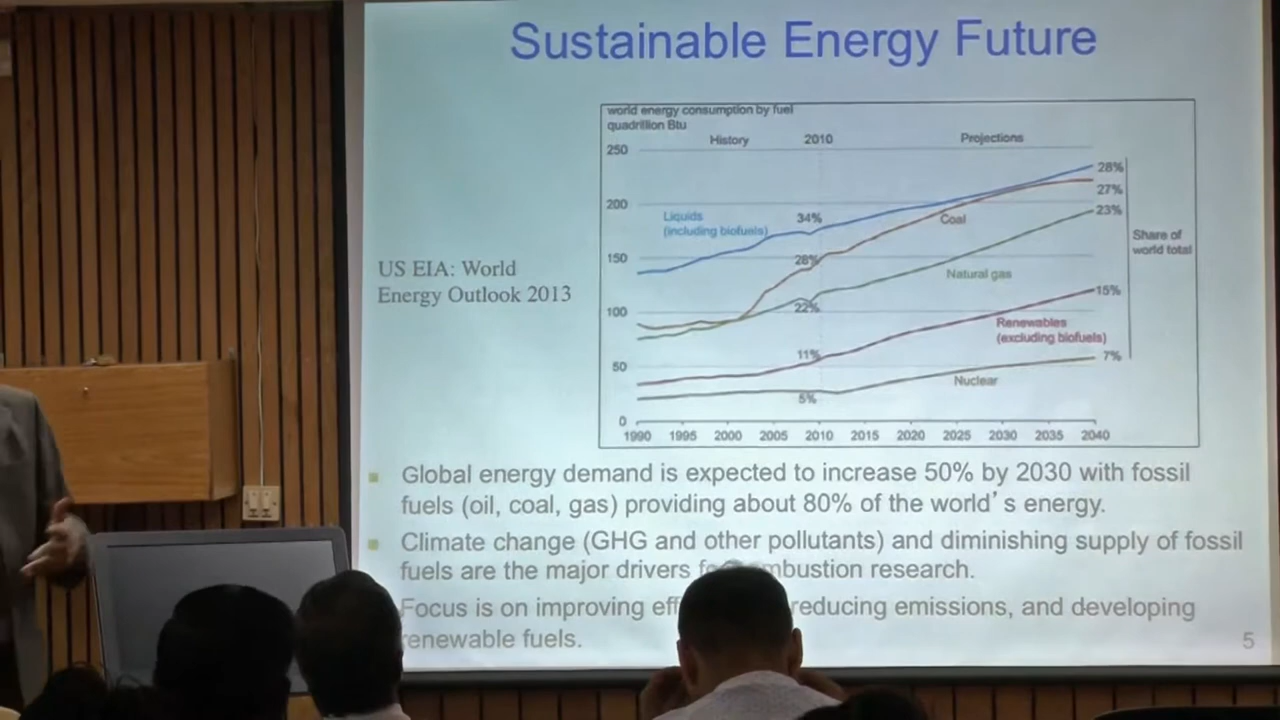 Sustainable Energy Future
world energy consumption by fuel
quadrillion Btu
History 2010 Projections
250
200
150
100
50
0
Liquids
(including biofuels)
34%
28%
22%
11%
5%
Coal
Natural gas
Renewables
(excluding biofuels)
Nuclear
28%
27%
23%
15%
7%
Share of
world total
1990 1995 2000 2005 2010 2015 2020 2025 2030 2035 2040
US EIA: World
Energy Outlook 2013
Global energy demand is expected to increase 50% by 2030 with fossil
fuels (oil, coal, gas) providing about 80% of the world's energy.
Climate change (GHG and other pollutants) and diminishing supply of fossil
fuels are the major drivers research.
Focus is on improving reducing emissions, and developing
renewable fuels.
5